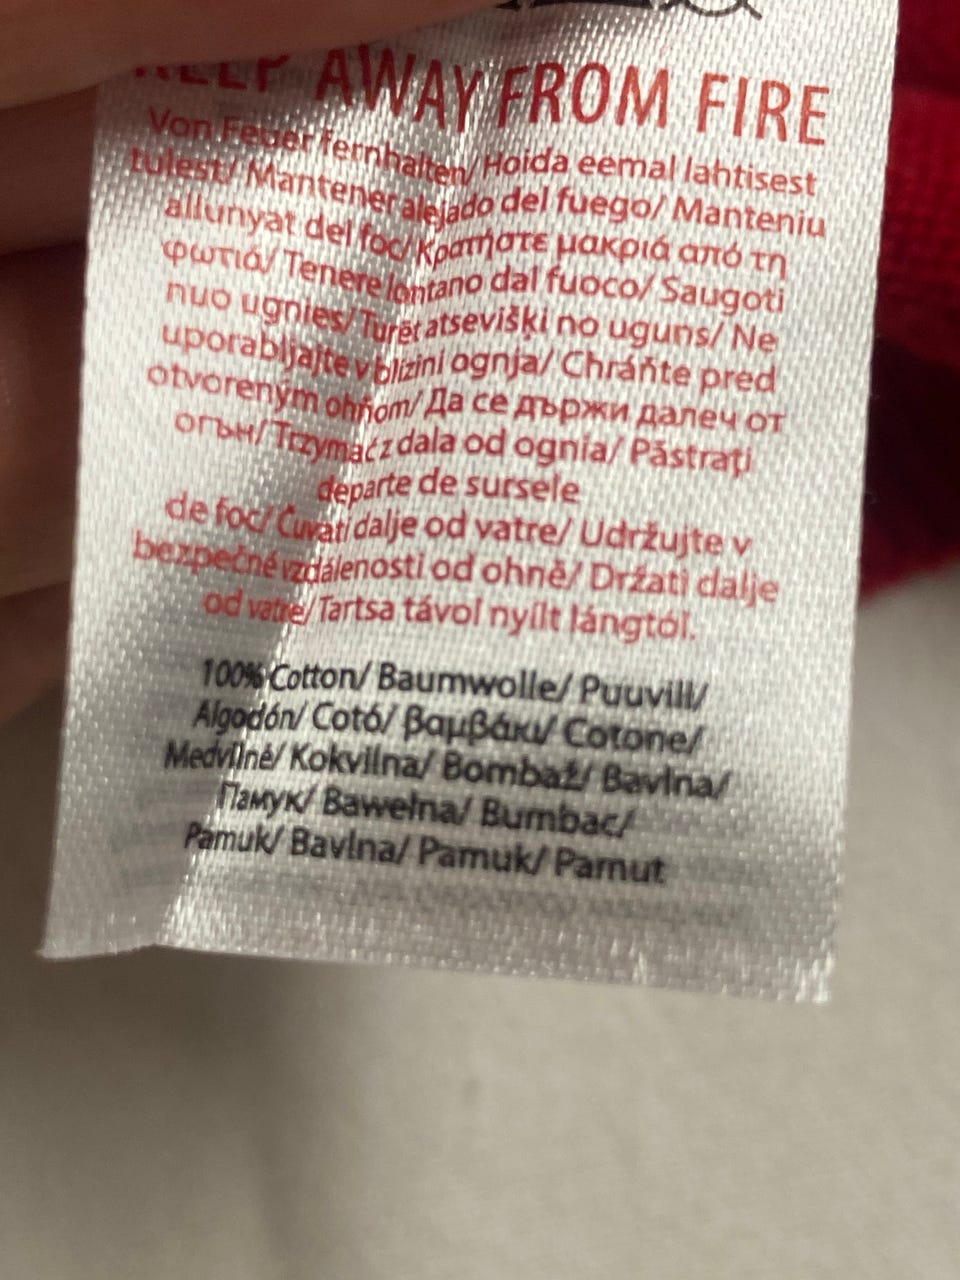 KEEP AWAY FROM FIRE
Von Feuer fernhalten/ Hoida eemal lahtisest
tulest/ Mantener alejado del fuego/ Manteniu
allunyat del foc/ Κρατήστε μακριά από τη
φωτιά/ Tenere lontano dal fuoco/ Saugoti
nuo ugnies/ Turēt atsevišķi no uguns/ Ne
uporabljajte v blizini ognja/ Chráňte pred
otvoreným ohňom/ Да се държи далеч от
огън/ Trzymać z dala od ognia/ Păstraţi
departe de sursele
de foc/ Čuvati dalje od vatre/ Udržujte v
bezpečné vzdálenosti od ohně/ Držati dalje
od vatre/ Tartsa távol nyílt lángtól.
100% Cotton/ Baumwolle/ Puuvill/
Algodón/ Cotó/ βαμβάκι/ Cotone/
Medvilnė/ Kokvilna/ Bombaž/ Bavlna/
Памук/ Bawełna/ Bumbac/
Pamuk/ Bavlna/ Pamuk/ Pamut